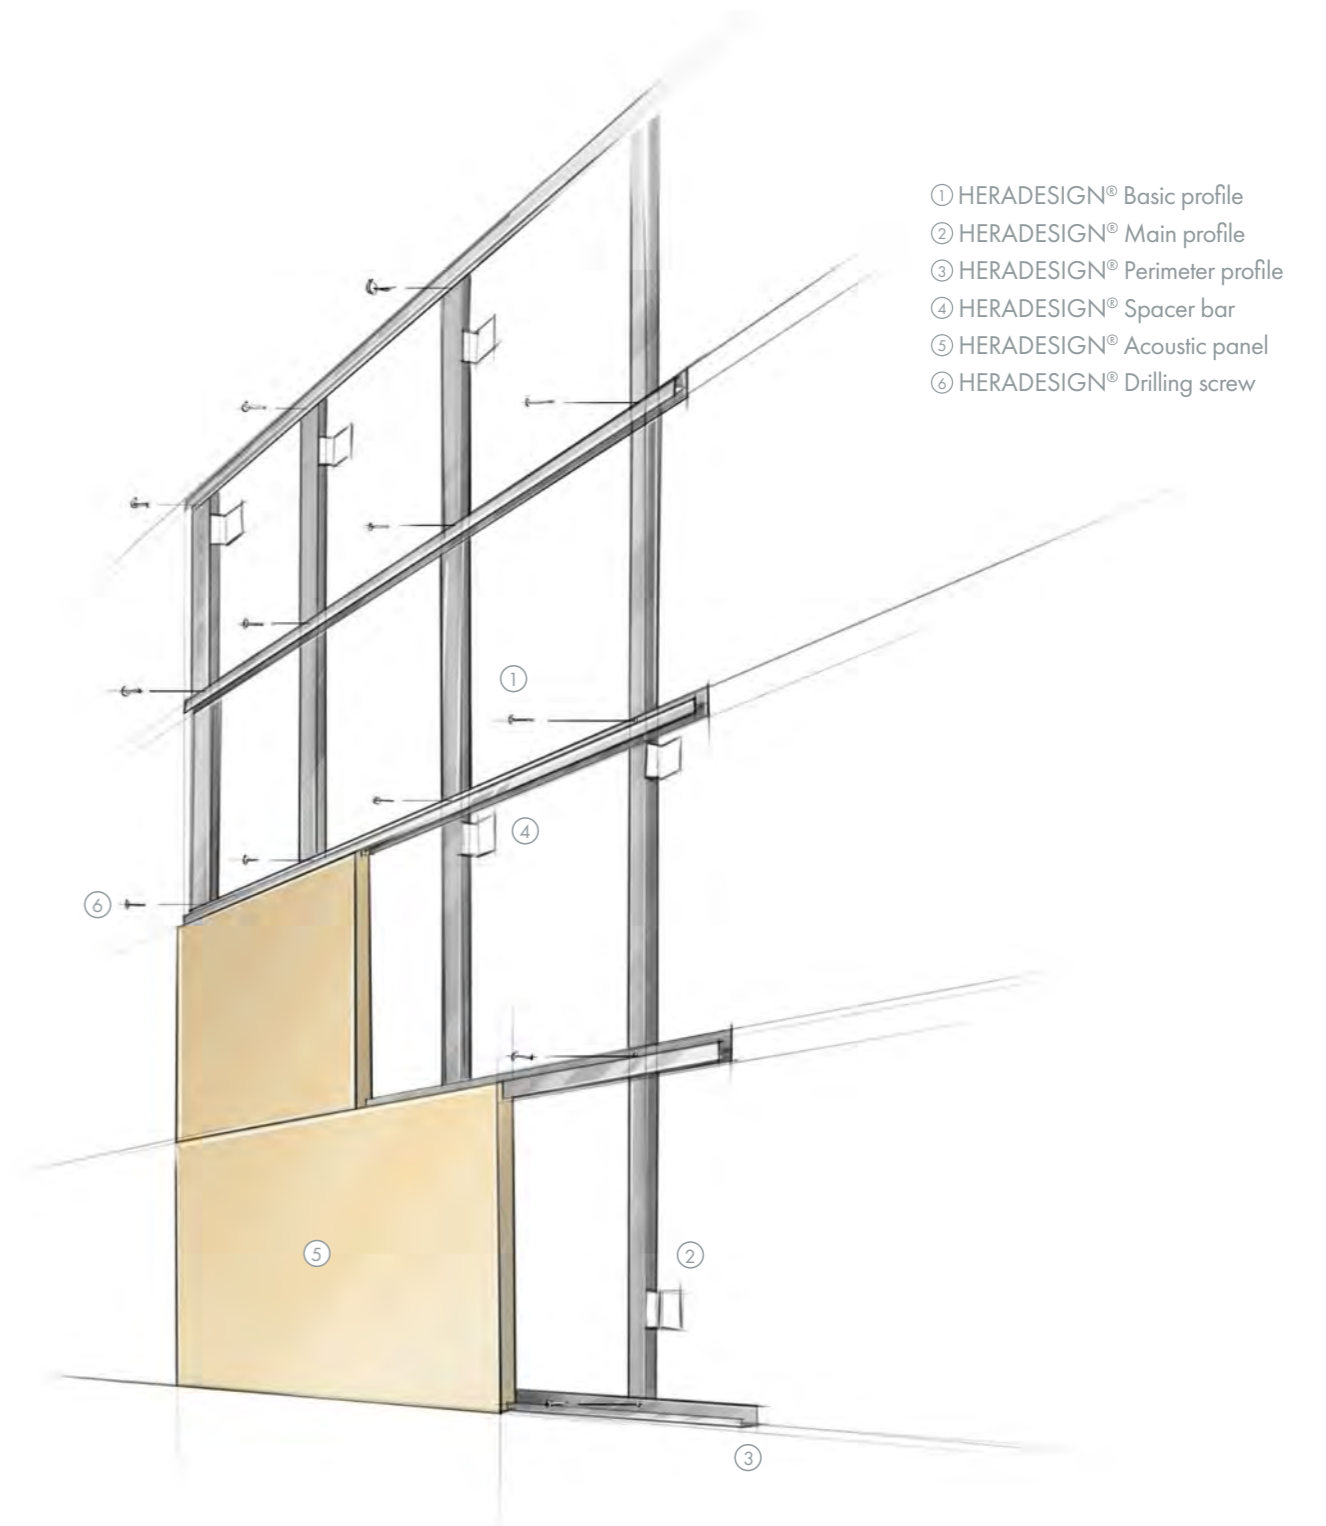 ① HERADESIGN® Basic profile
② HERADESIGN® Main profile
③ HERADESIGN® Perimeter profile
④ HERADESIGN® Spacer bar
⑤ HERADESIGN® Acoustic panel
⑥ HERADESIGN® Drilling screw
①
④
⑥
⑤
②
③